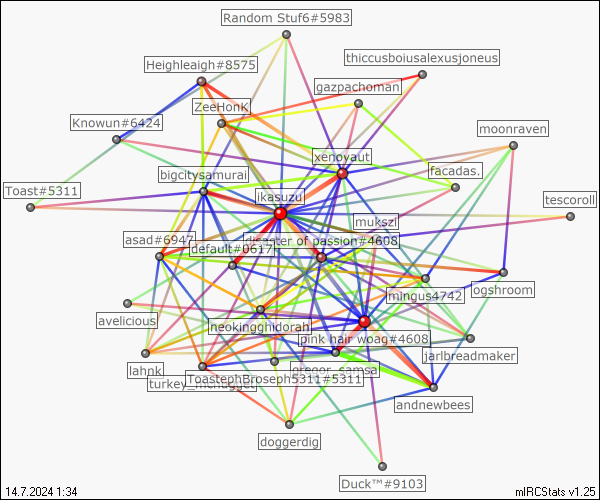 Random Stuf6#5983
thiccusboiusalexusjoneus
Heighleaigh#8575
gazpachoman
ZeeHonK
Knowun#6424
moonraven
xenoyaut
bigcitysamurai
facadas.
Toast#5311
ikasuzu
tescoroll
mukszl
asad#6947
disaster of passion#4608
default#0617
mingus4742
ogshroom
avelicious
neokingghidorah
pink hair woag#4608
jarlbreadmaker
lahnk
gregor_samsa
ToastephBroseph5311#5311
turkey_mcnugget
andnewbees
doggerdig
Duck™#9103
14.7.2024 1:34
mIRCStats v1.25